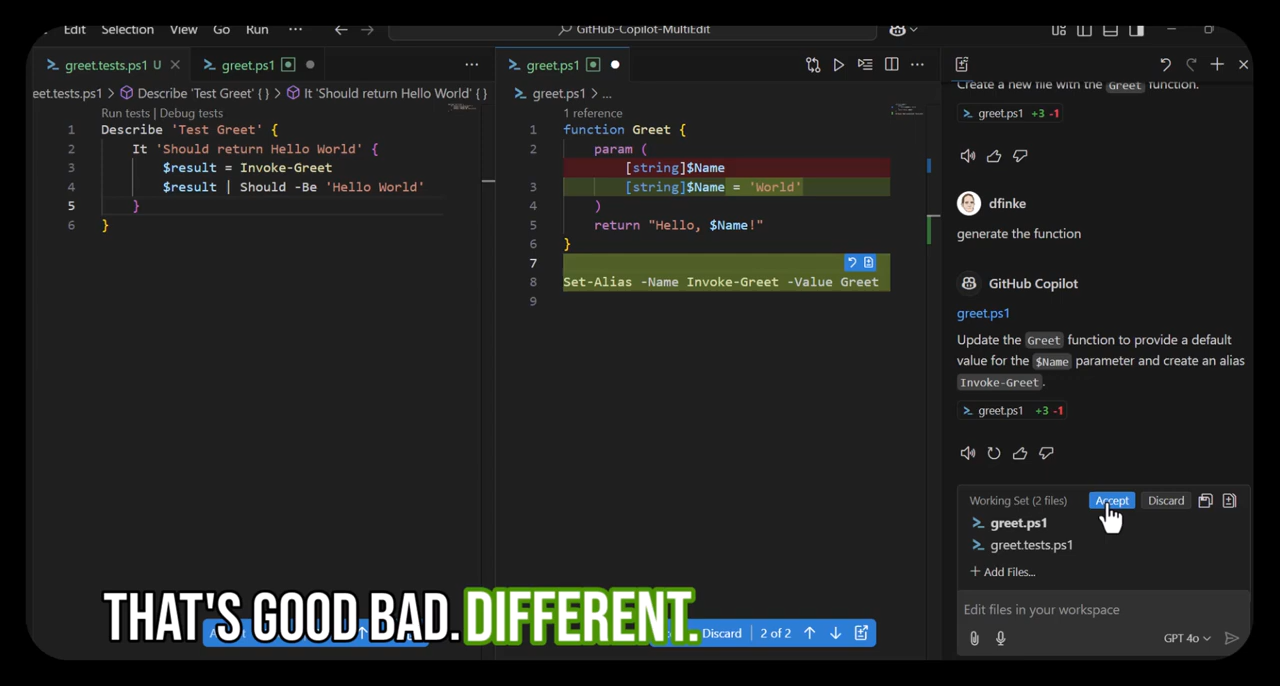 Edit Selection View Go Run ··· GitHub-Copilot-MultiEdit
greet.tests.ps1 U
greet.ps1
eet.tests.ps1 > Describe 'Test Greet' { } > It 'Should return Hello World' { }
Run tests | Debug tests
1 Describe 'Test Greet' {
2 It 'Should return Hello World' {
3 $result = Invoke-Greet
4 $result | Should -Be 'Hello World'
5 }
6 }
greet.ps1
greet.ps1 > ...
1 reference
1 function Greet {
2 param (
[string]$Name
3 [string]$Name = 'World'
4 )
5 return "Hello, $Name!"
6 }
7
8 Set-Alias -Name Invoke-Greet -Value Greet
9
Create a new file with the Greet function.
greet.ps1 +3 -1
dfinke
generate the function
GitHub Copilot
greet.ps1
Update the Greet function to provide a default
value for the $Name parameter and create an alias
Invoke-Greet.
greet.ps1 +3 -1
Working Set (2 files) Accept Discard
greet.ps1
greet.tests.ps1
+ Add Files...
Edit files in your workspace
GPT 4o
THAT'S GOOD BAD. DIFFERENT.
Discard 2 of 2